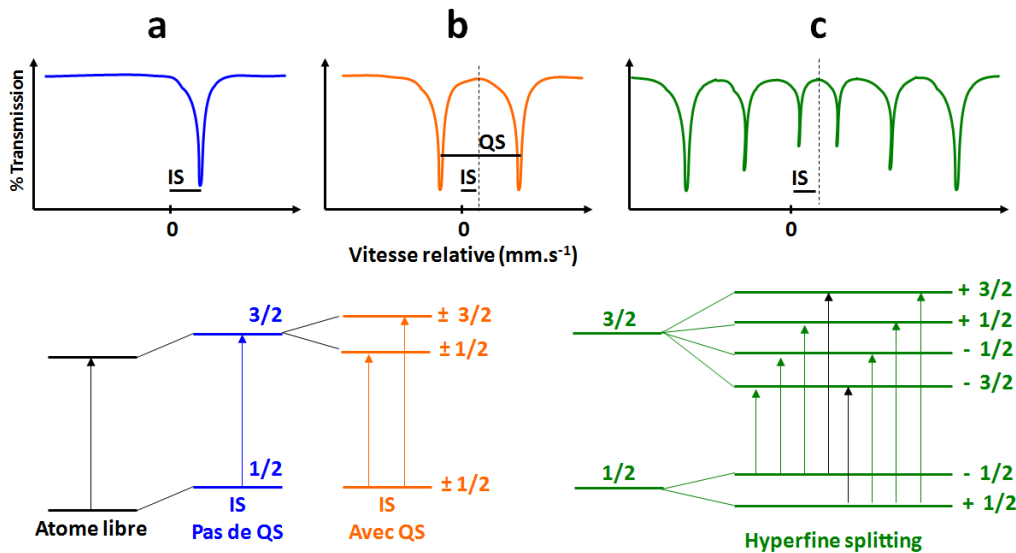 a
b
c
% Transmission
IS
0
QS
IS
0
IS
0
Vitesse relative (mm.s-1)
3/2
1/2
Atome libre
IS
Pas de QS
± 3/2
± 1/2
± 1/2
IS
Avec QS
3/2
1/2
+ 3/2
+ 1/2
- 1/2
- 3/2
- 1/2
+ 1/2
Hyperfine splitting